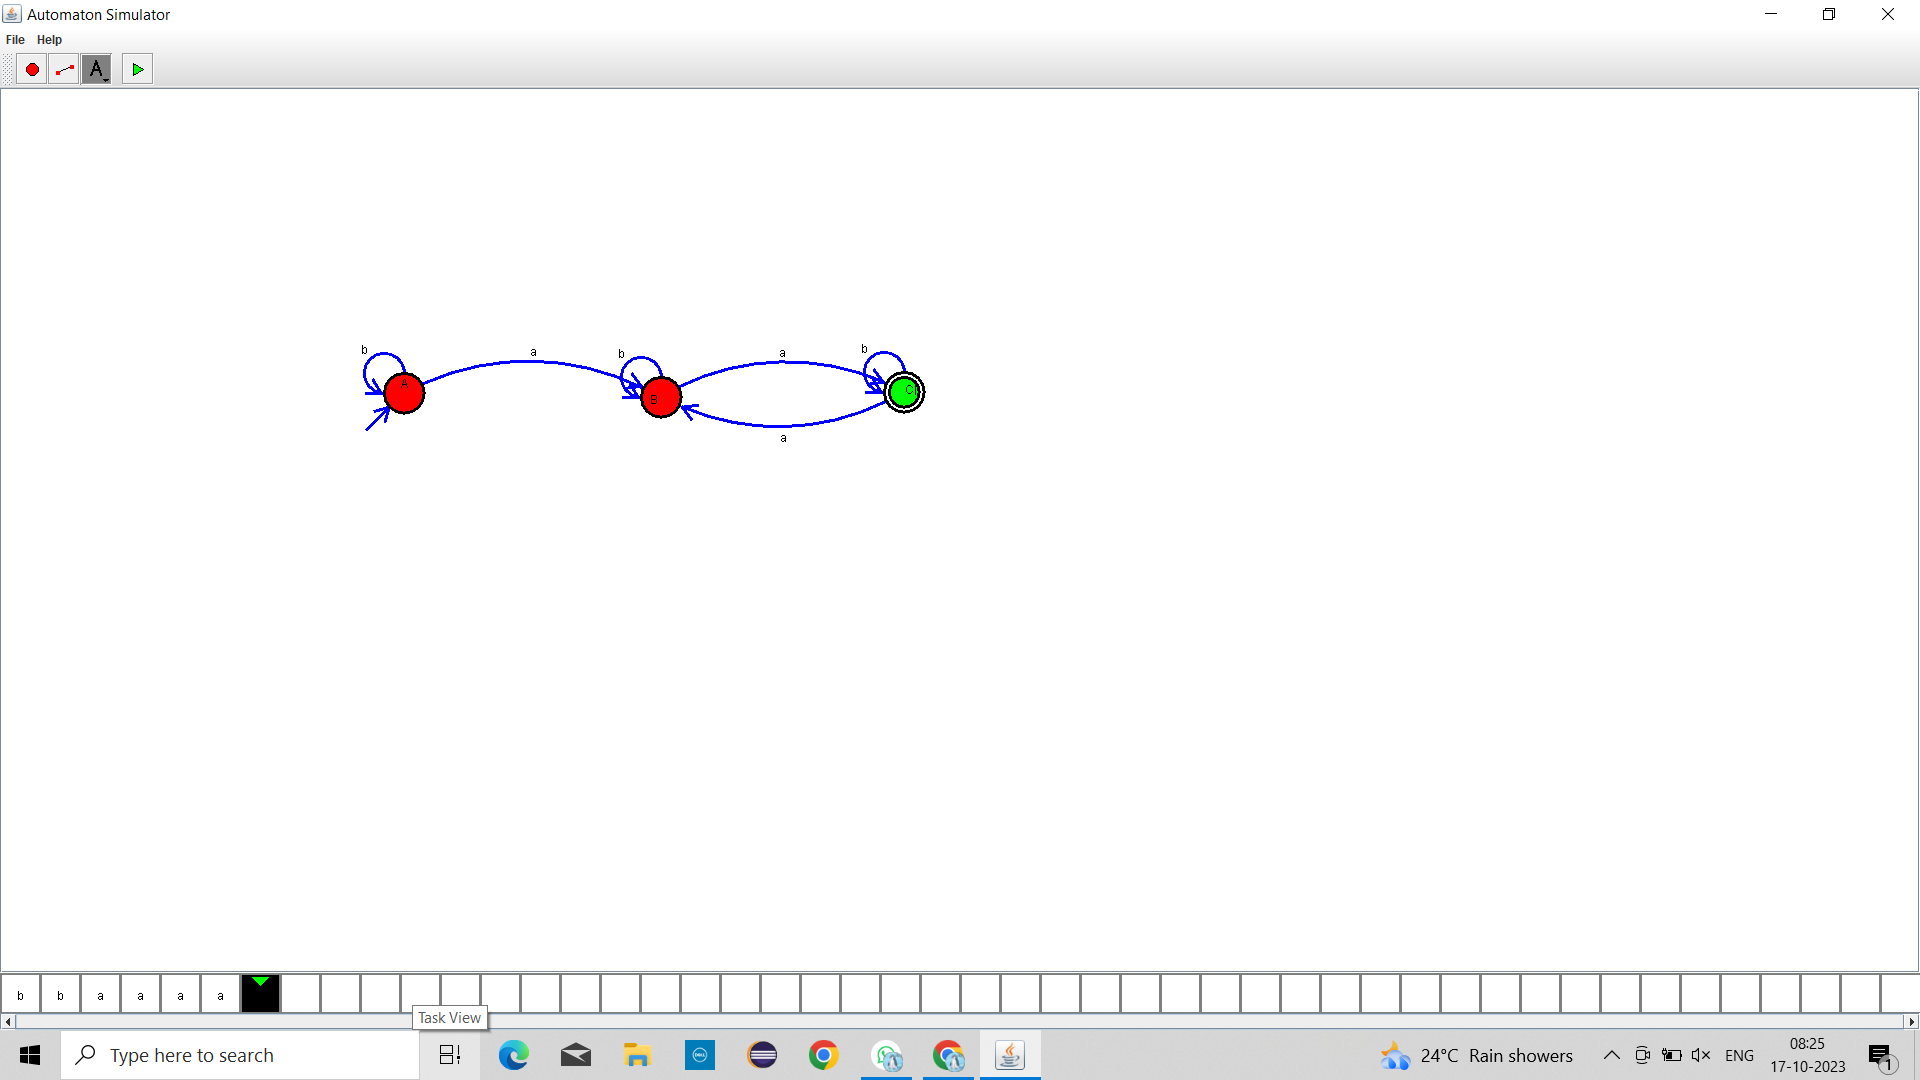 Automaton Simulator
File Help
A
b a b a b
A B C
a
b b a a a a
Task View
Type here to search
DELL
24°C Rain showers
ENG
08:25
17-10-2023
1